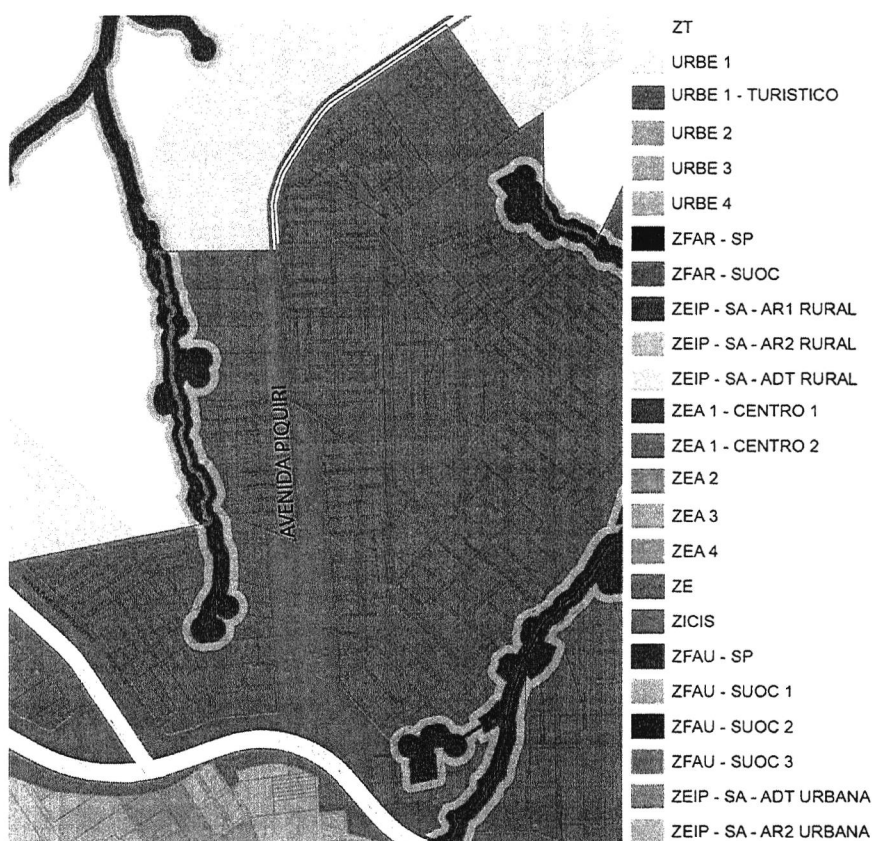 AVENIDA PIQUIRI
ZT
URBE 1
URBE 1 - TURISTICO
URBE 2
URBE 3
URBE 4
ZFAR - SP
ZFAR - SUOC
ZEIP - SA - AR1 RURAL
ZEIP - SA - AR2 RURAL
ZEIP - SA - ADT RURAL
ZEA 1 - CENTRO 1
ZEA 1 - CENTRO 2
ZEA 2
ZEA 3
ZEA 4
ZE
ZICIS
ZFAU - SP
ZFAU - SUOC 1
ZFAU - SUOC 2
ZFAU - SUOC 3
ZEIP - SA - ADT URBANA
ZEIP - SA - AR2 URBANA